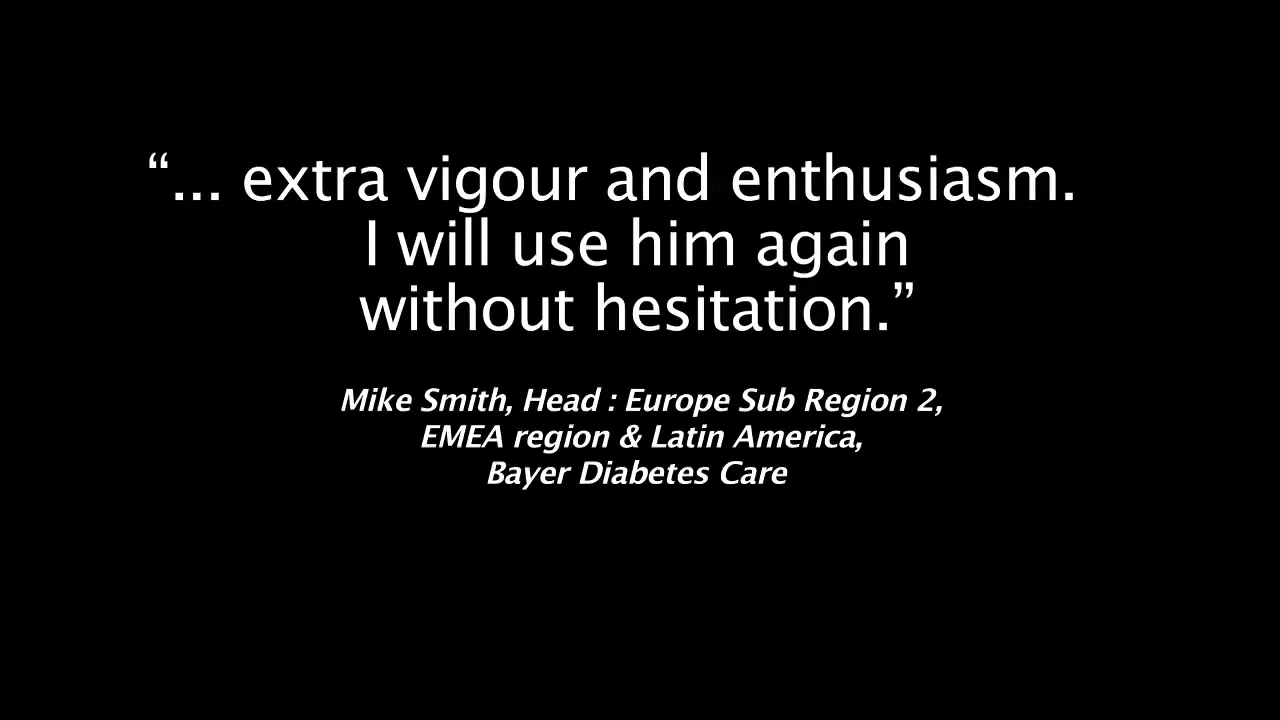 “... extra vigour and enthusiasm.
I will use him again
without hesitation.”
Mike Smith, Head : Europe Sub Region 2,
EMEA region & Latin America,
Bayer Diabetes Care